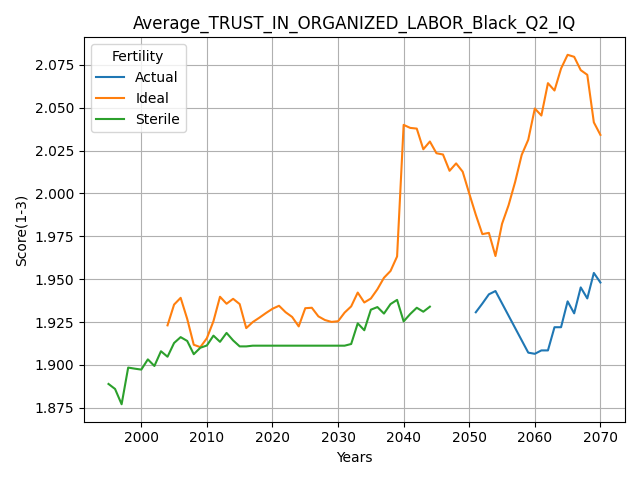 Average_TRUST_IN_ORGANIZED_LABOR_Black_Q2_IQ
Fertility
Actual
Ideal
Sterile
Score(1-3)
2.075
2.050
2.025
2.000
1.975
1.950
1.925
1.900
1.875
2000 2010 2020 2030 2040 2050 2060 2070
Years